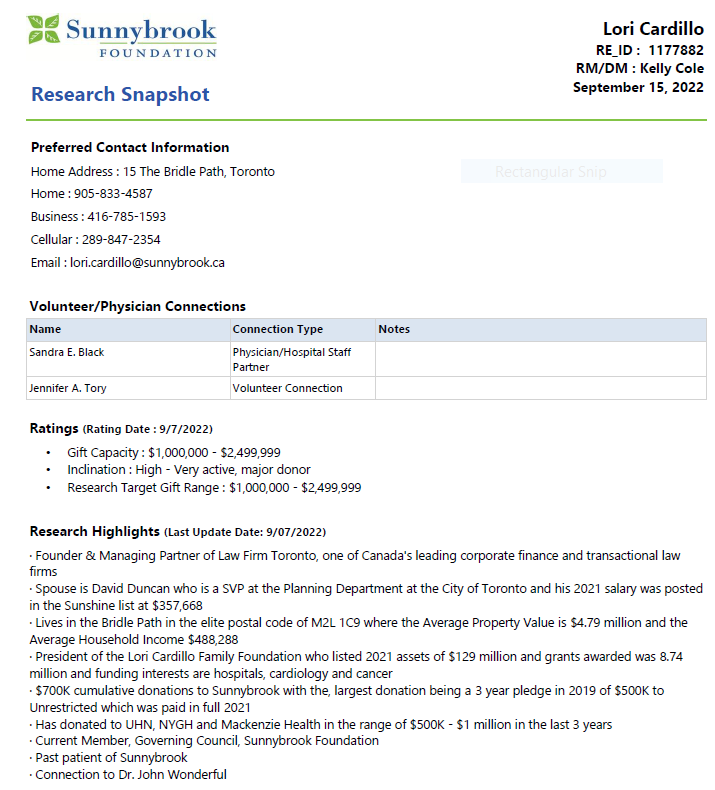 Sunnybrook
FOUNDATION
Lori Cardillo
RE_ID : 1177882
RM/DM : Kelly Cole
September 15, 2022
Research Snapshot
Preferred Contact Information
Home Address : 15 The Bridle Path, Toronto
Rectangular Snip
Home : 905-833-4587
Business : 416-785-1593
Cellular : 289-847-2354
Email : lori.cardillo@sunnybrook.ca
Volunteer/Physician Connections
Name Connection Type Notes
Sandra E. Black Physician/Hospital Staff
Partner
Jennifer A. Tory Volunteer Connection
Ratings (Rating Date : 9/7/2022)
• Gift Capacity : $1,000,000 - $2,499,999
• Inclination : High - Very active, major donor
• Research Target Gift Range : $1,000,000 - $2,499,999
Research Highlights (Last Update Date: 9/07/2022)
· Founder & Managing Partner of Law Firm Toronto, one of Canada's leading corporate finance and transactional law
firms
· Spouse is David Duncan who is a SVP at the Planning Department at the City of Toronto and his 2021 salary was posted
in the Sunshine list at $357,668
· Lives in the Bridle Path in the elite postal code of M2L 1C9 where the Average Property Value is $4.79 million and the
Average Household Income $488,288
· President of the Lori Cardillo Family Foundation who listed 2021 assets of $129 million and grants awarded was 8.74
million and funding interests are hospitals, cardiology and cancer
· $700K cumulative donations to Sunnybrook with the, largest donation being a 3 year pledge in 2019 of $500K to
Unrestricted which was paid in full 2021
· Has donated to UHN, NYGH and Mackenzie Health in the range of $500K - $1 million in the last 3 years
· Current Member, Governing Council, Sunnybrook Foundation
· Past patient of Sunnybrook
· Connection to Dr. John Wonderful